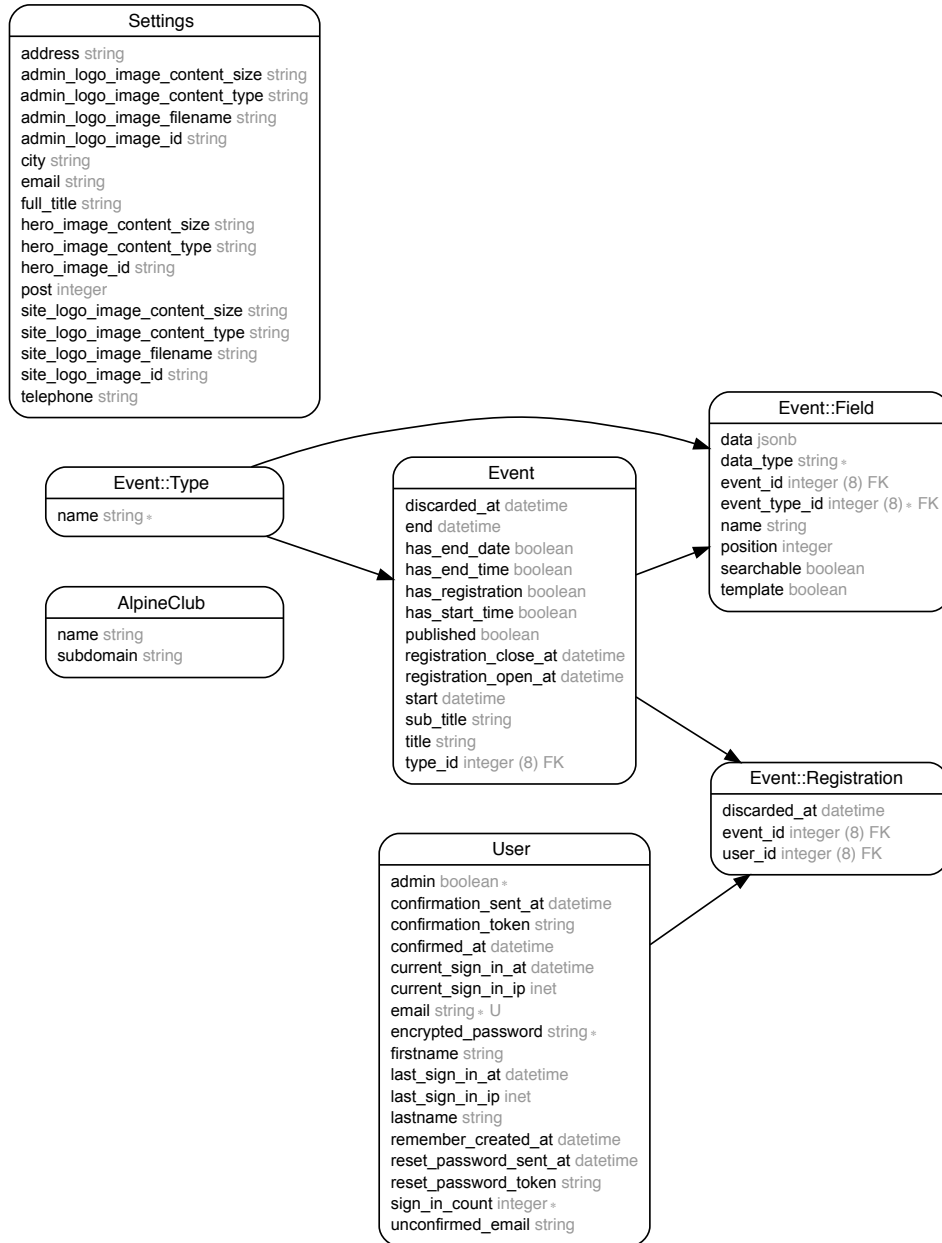 Settings
address string
admin_logo_image_content_size string
admin_logo_image_content_type string
admin_logo_image_filename string
admin_logo_image_id string
city string
email string
full_title string
hero_image_content_size string
hero_image_content_type string
hero_image_id string
post integer
site_logo_image_content_size string
site_logo_image_content_type string
site_logo_image_filename string
site_logo_image_id string
telephone string
Event::Type
name string *
AlpineClub
name string
subdomain string
Event
discarded_at datetime
end datetime
has_end_date boolean
has_end_time boolean
has_registration boolean
has_start_time boolean
published boolean
registration_close_at datetime
registration_open_at datetime
start datetime
sub_title string
title string
type_id integer (8) FK
Event::Field
data jsonb
data_type string *
event_id integer (8) FK
event_type_id integer (8) * FK
name string
position integer
searchable boolean
template boolean
Event::Registration
discarded_at datetime
event_id integer (8) FK
user_id integer (8) FK
User
admin boolean *
confirmation_sent_at datetime
confirmation_token string
confirmed_at datetime
current_sign_in_at datetime
current_sign_in_ip inet
email string * U
encrypted_password string *
firstname string
last_sign_in_at datetime
last_sign_in_ip inet
lastname string
remember_created_at datetime
reset_password_sent_at datetime
reset_password_token string
sign_in_count integer *
unconfirmed_email string